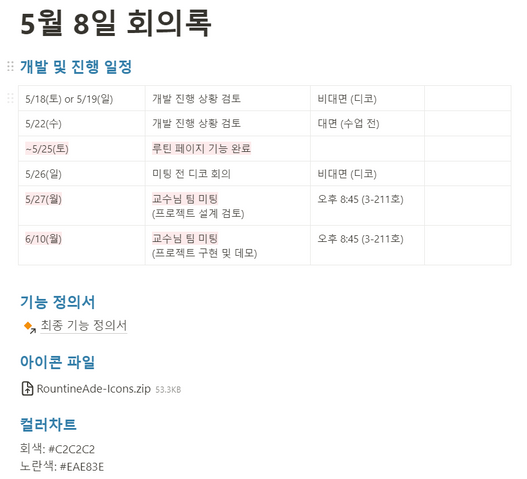 5월 8일 회의록
개발 및 진행 일정
5/18(토) or 5/19(일) 개발 진행 상황 검토 비대면 (디코)
5/22(수) 개발 진행 상황 검토 대면 (수업 전)
~5/25(토) 루틴 페이지 기능 완료
5/26(일) 미팅 전 디코 회의 비대면 (디코)
5/27(월) 교수님 팀 미팅 오후 8:45 (3-211호)
(프로젝트 설계 검토)
6/10(월) 교수님 팀 미팅 오후 8:45 (3-211호)
(프로젝트 구현 및 데모)
기능 정의서
최종 기능 정의서
아이콘 파일
RountineAde-Icons.zip 53.3KB
컬러차트
회색: #C2C2C2
노란색: #EAE83E